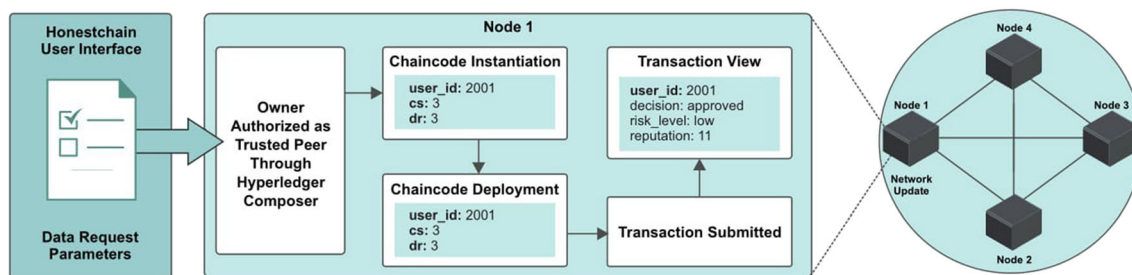 Honestchain
User Interface
Data Request
Parameters
Node 1
Owner
Authorized as
Trusted Peer
Through
Hyperledger
Composer
Chaincode Instantiation
user_id: 2001
cs: 3
dr: 3
Chaincode Deployment
user_id: 2001
cs: 3
dr: 3
Transaction View
user_id: 2001
decision: approved
risk_level: low
reputation: 11
Transaction Submitted
Node 4
Node 1
Node 3
Network
Update
Node 2